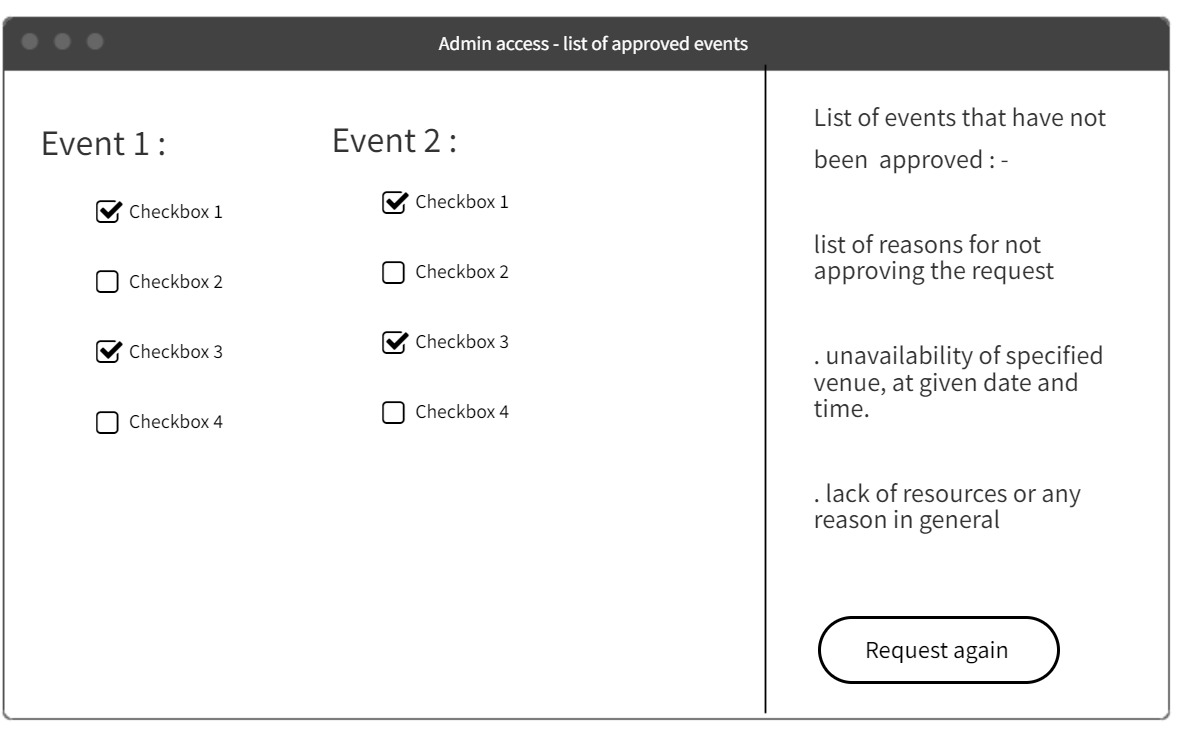 Admin access - list of approved events
Event 1 :
Checkbox 1
Checkbox 2
Checkbox 3
Checkbox 4
Event 2 :
Checkbox 1
Checkbox 2
Checkbox 3
Checkbox 4
List of events that have not
been  approved : -
list of reasons for not
approving the request
. unavailability of specified
venue, at given date and
time.
. lack of resources or any
reason in general
Request again